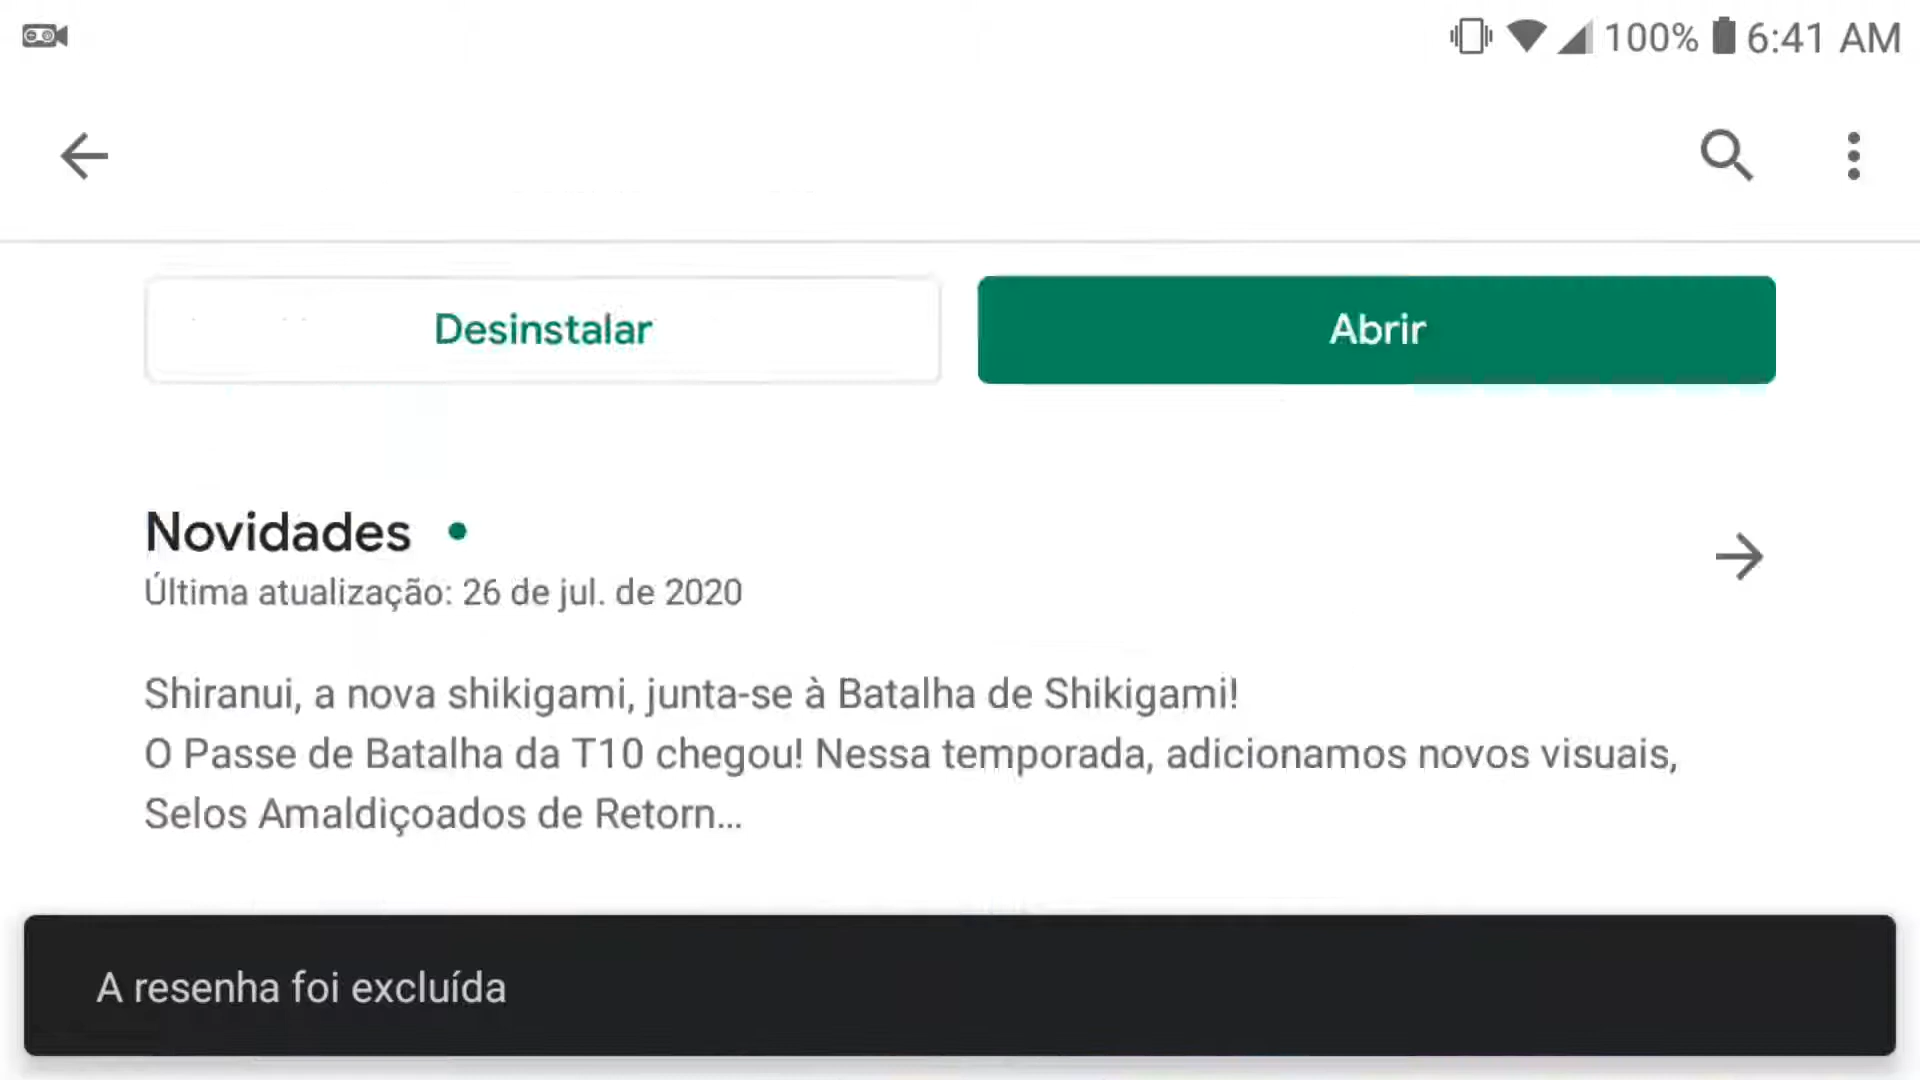 100% 6:41 AM
Desinstalar
Abrir
Novidades
Última atualização: 26 de jul. de 2020
Shiranui, a nova shikigami, junta-se à Batalha de Shikigami!
O Passe de Batalha da T10 chegou! Nessa temporada, adicionamos novos visuais,
Selos Amaldiçoados de Retorn...
A resenha foi excluída